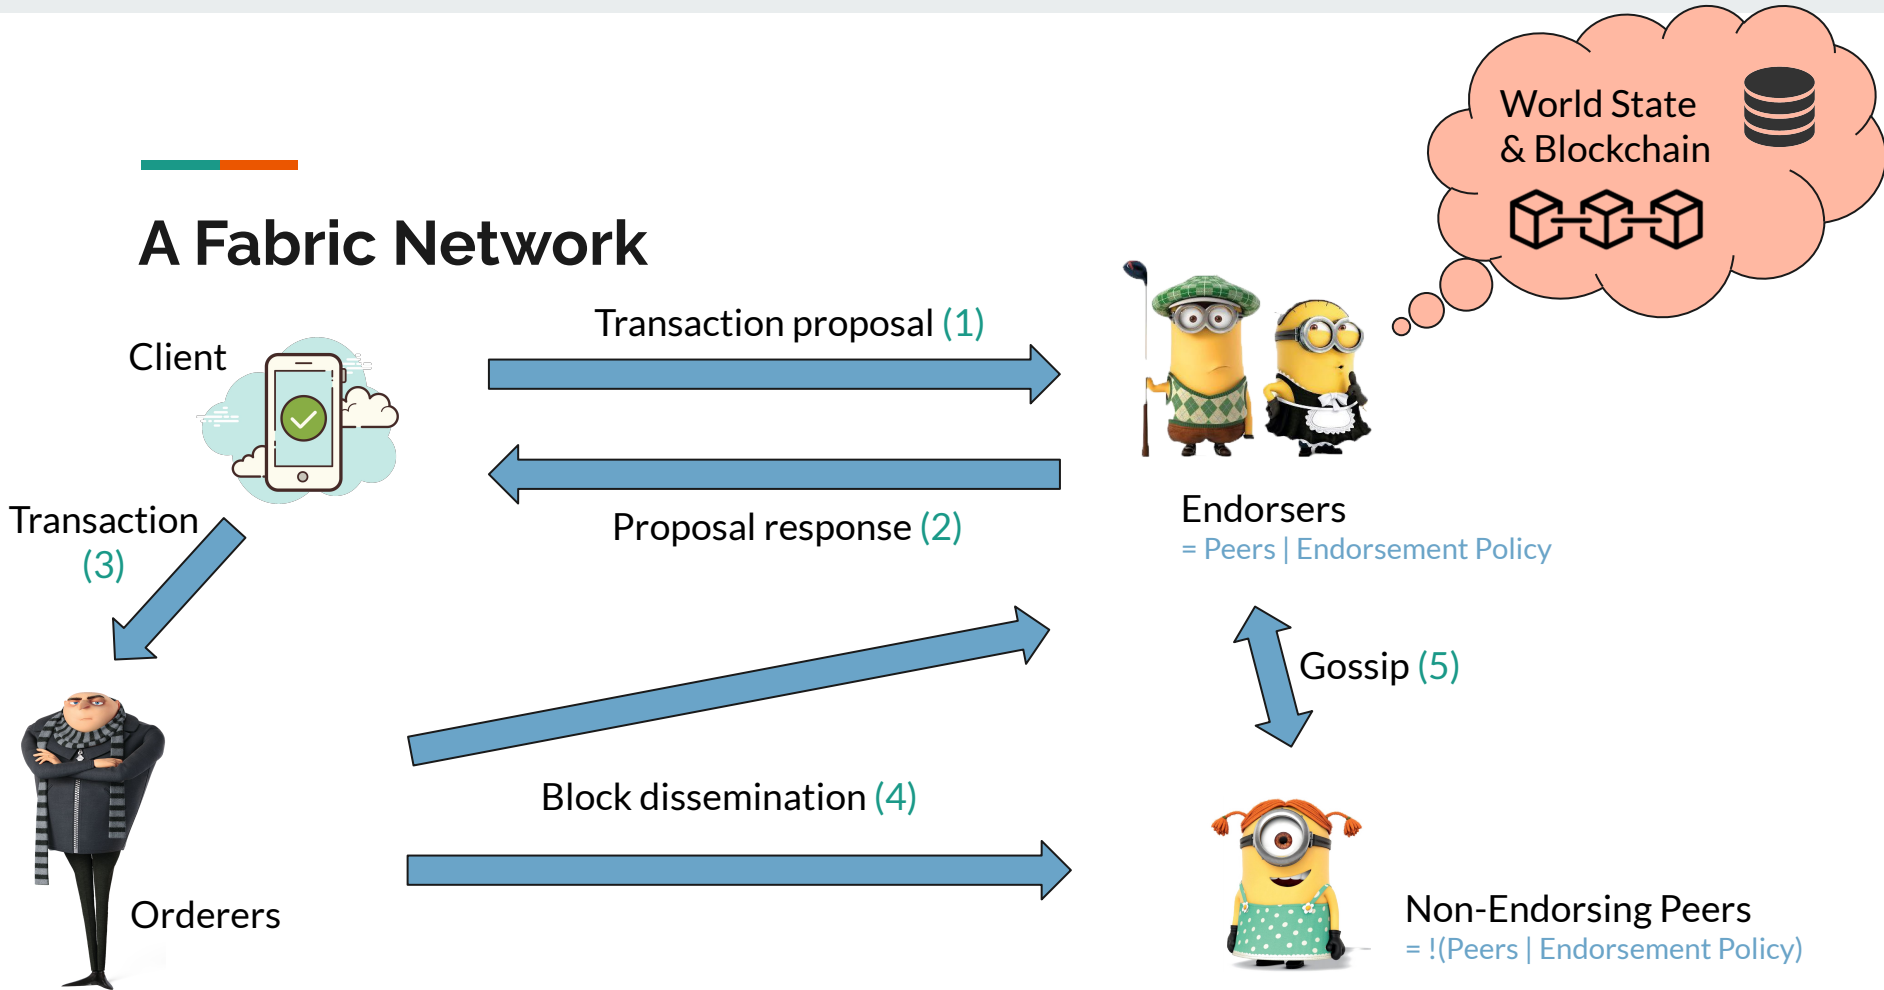 World State
& Blockchain
A Fabric Network
Transaction proposal (1)
Client
Proposal response (2)
Endorsers
= Peers | Endorsement Policy
Transaction
(3)
Gossip (5)
Block dissemination (4)
Orderers
Non-Endorsing Peers
= !(Peers | Endorsement Policy)